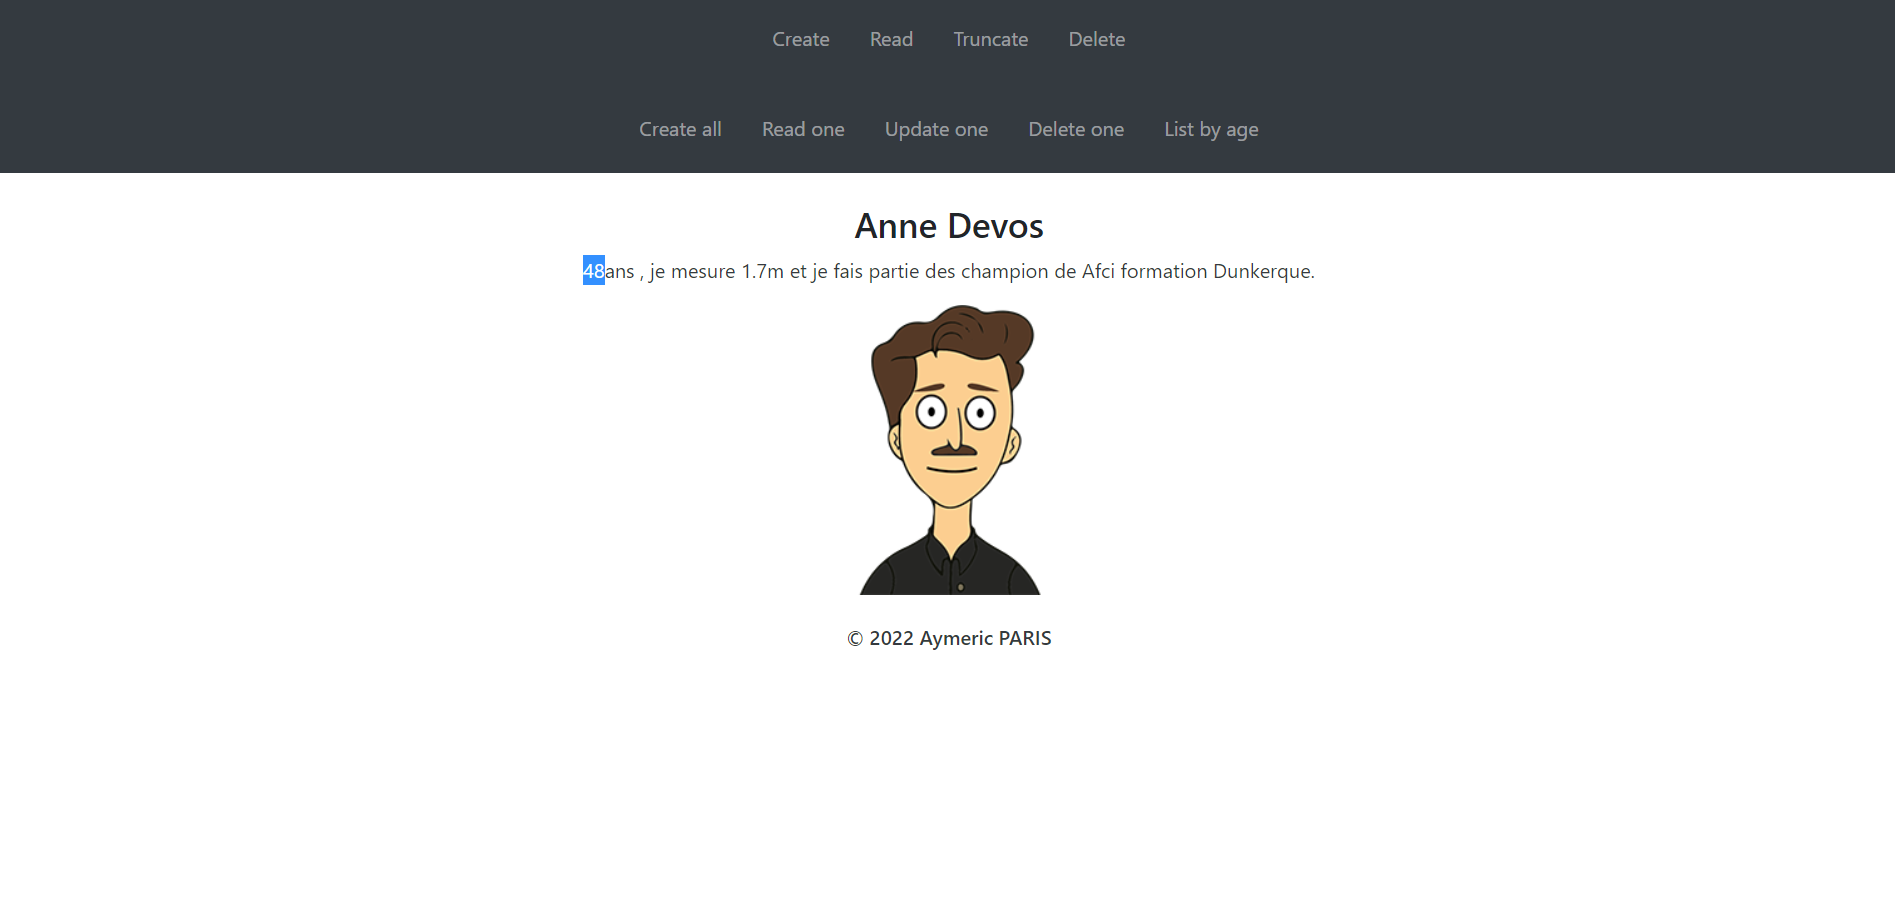 Create Read Truncate Delete
Create all Read one Update one Delete one List by age
Anne Devos
48ans , je mesure 1.7m et je fais partie des champion de Afci formation Dunkerque.
© 2022 Aymeric PARIS